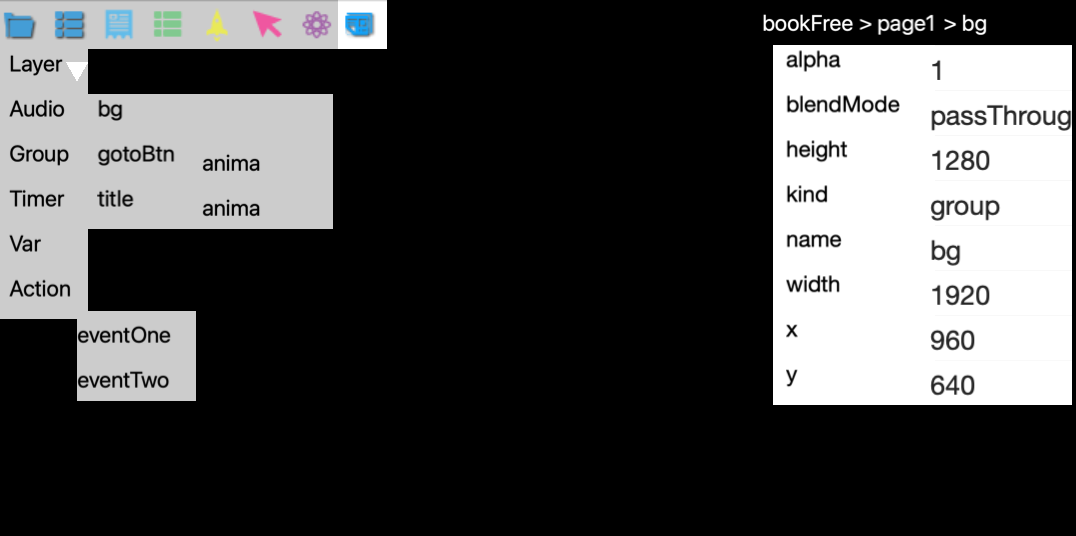 bookFree > page1 > bg
Layer
Audio bg
Group gotoBtn anima
Timer title anima
Var
Action
eventOne
eventTwo
alpha 1
blendMode passThroug
height 1280
kind group
name bg
width 1920
x 960
y 640